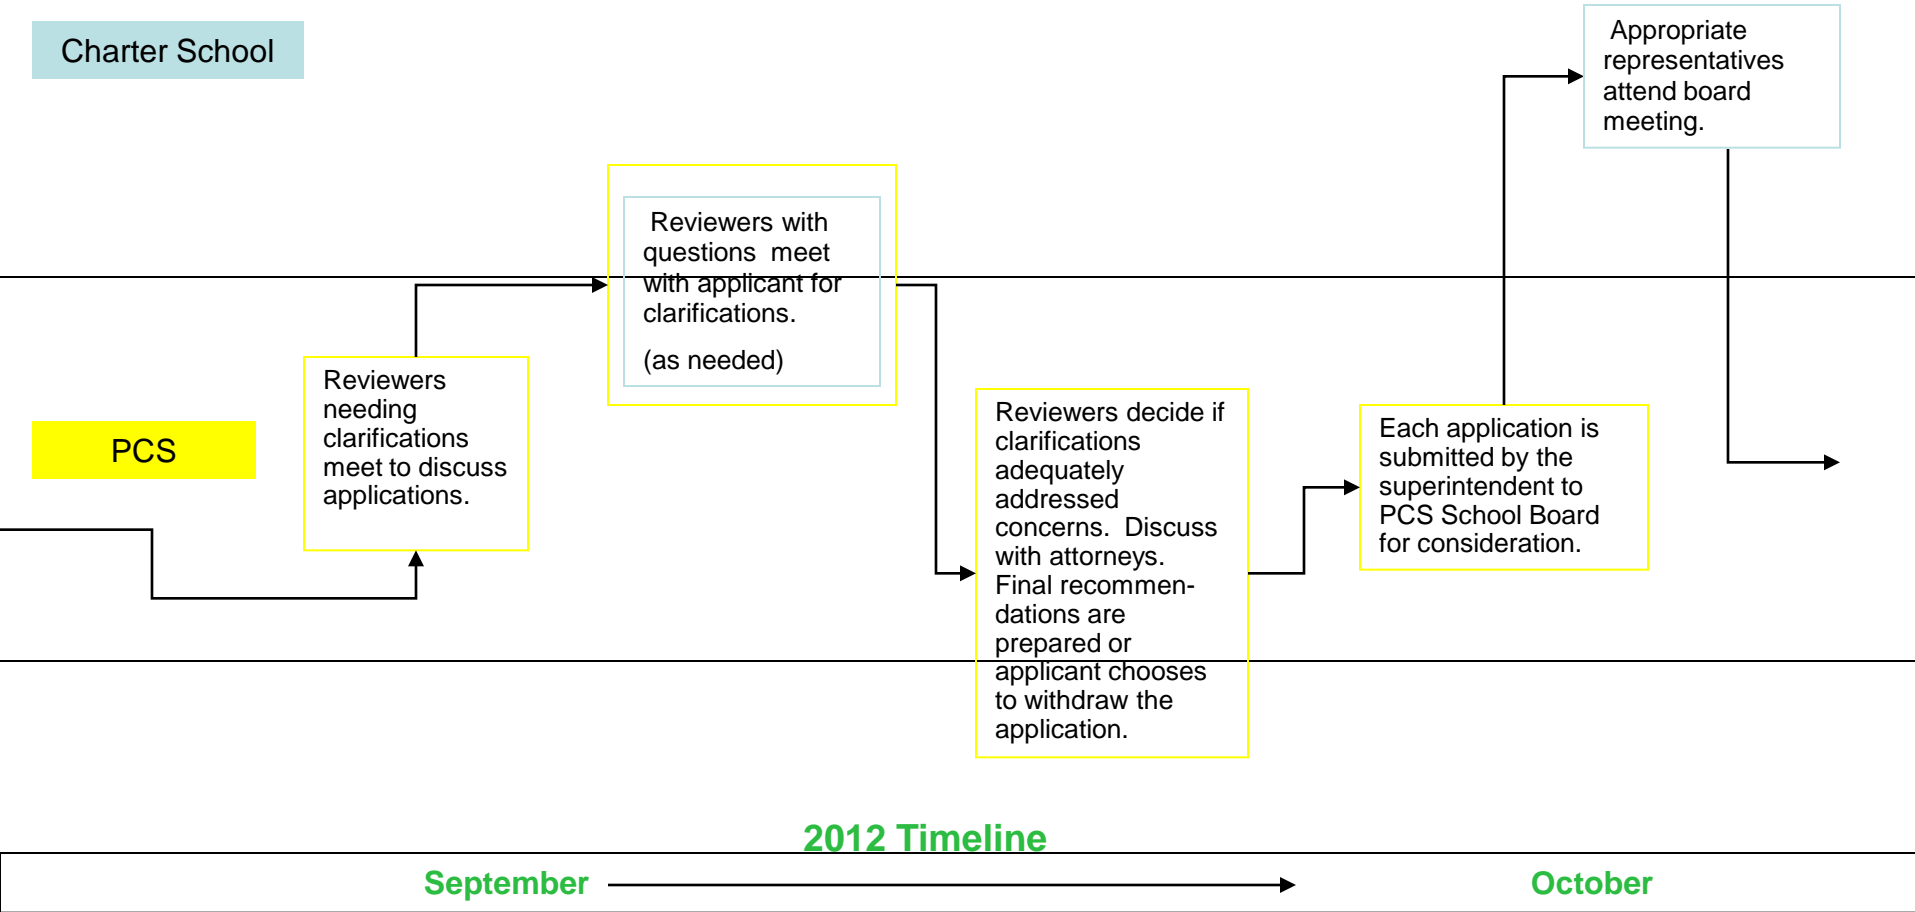 Charter School
Appropriate
representatives
attend board
meeting.
Reviewers with
questions  meet
with applicant for
clarifications.
(as needed)
PCS
Reviewers
needing
clarifications
meet to discuss
applications.
Reviewers decide if
clarifications
adequately
addressed
concerns.  Discuss
with attorneys.
Final recommen-
dations are
prepared or
applicant chooses
to withdraw the
application.
Each application is
submitted by the
superintendent to
PCS School Board
for consideration.
2012 Timeline
September
October